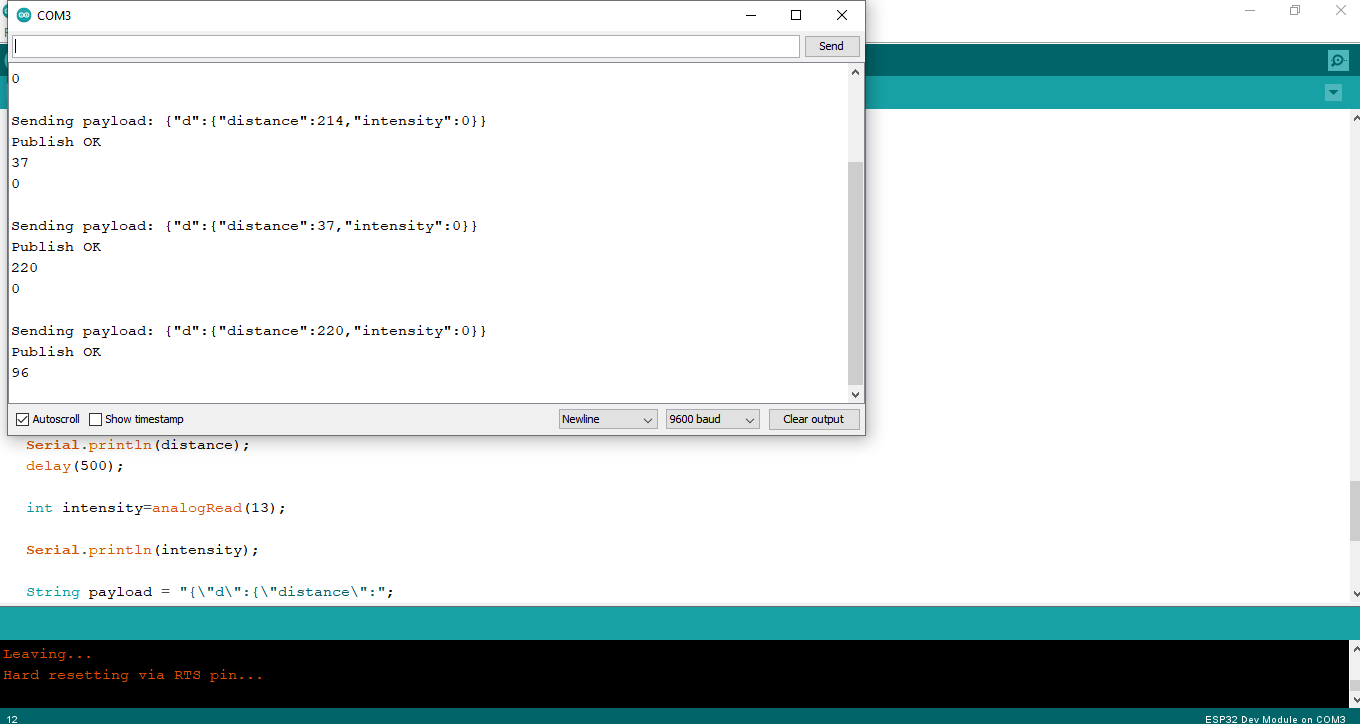 COM3
Send
0
Sending payload: {"d":{"distance":214,"intensity":0}}
Publish OK
37
0
Sending payload: {"d":{"distance":37,"intensity":0}}
Publish OK
220
0
Sending payload: {"d":{"distance":220,"intensity":0}}
Publish OK
96
Autoscroll Show timestamp Newline 9600 baud Clear output
Serial.println(distance);
delay(500);
int intensity=analogRead(13);
Serial.println(intensity);
String payload = "{\"d\":{\"distance\":";
Leaving...
Hard resetting via RTS pin...
12 ESP32 Dev Module on COM3